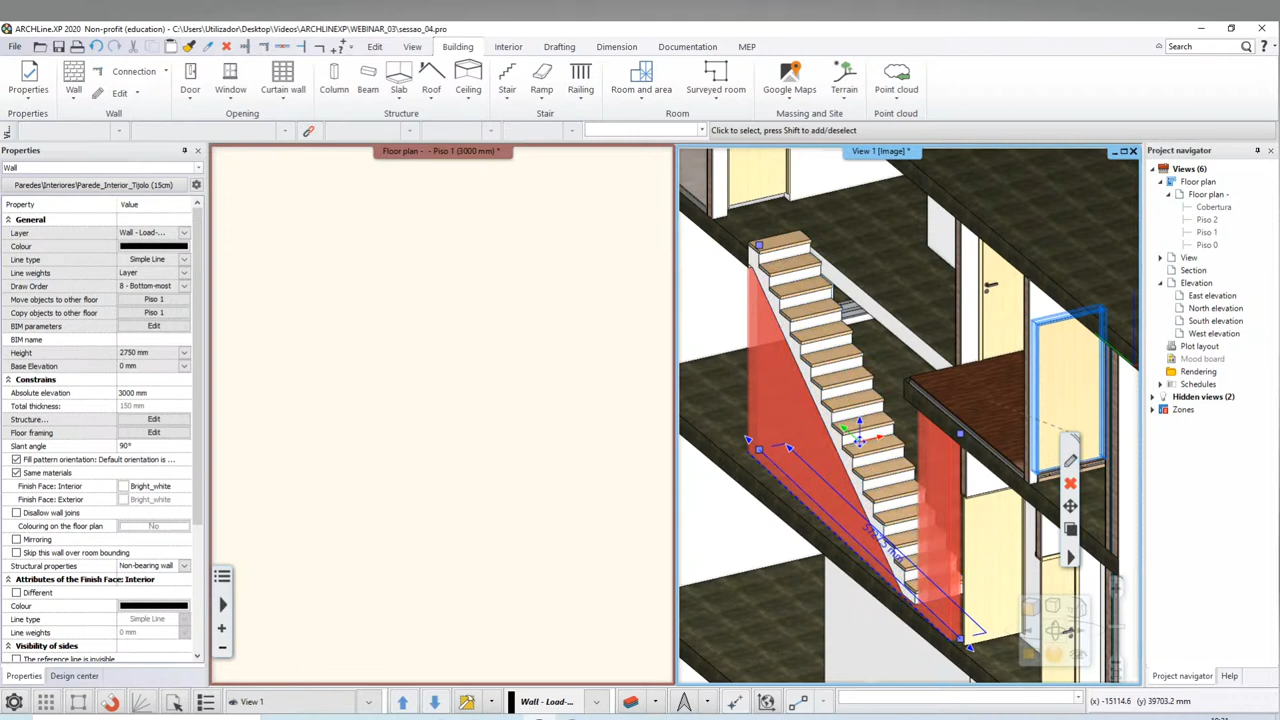 ARCHLine.XP 2020 Non-profit (education) - C:\Users\Utilizador\Desktop\Videos\ARCHLINEXP\WEBINAR_03\sessao_04.pro
File Edit View Building Interior Drafting Dimension Documentation MEP Search
Properties Wall Connection Edit Door Window Curtain wall Column Beam Slab Roof Ceiling Stair Ramp Railing Room and area Surveyed room Google Maps Terrain Point cloud
Properties Wall Opening Structure Stair Room Massing and Site Point cloud
Click to select, press Shift to add/deselect
Properties
Wall
Paredes\Interiores\Parede_Interior_Tijolo (15cm)
Property Value
General
Layer Wall - Load-...
Colour
Line type Simple Line
Line weights Layer
Draw Order 8 - Bottom-most
Move objects to other floor Piso 1
Copy objects to other floor Piso 1
BIM parameters Edit
BIM name
Height 2750 mm
Base Elevation 0 mm
Constrains
Absolute elevation 3000 mm
Total thickness: 150 mm
Structure... Edit
Floor framing Edit
Slant angle 90°
Fill pattern orientation: Default orientation is ...
Same materials
Finish Face: Interior Bright_white
Finish Face: Exterior Bright_white
Disallow wall joins
Colouring on the floor plan No
Mirroring
Skip this wall over room bounding
Structural properties Non-bearing wall
Attributes of the Finish Face: Interior
Different
Colour
Line type Simple Line
Line weights 0 mm
Visibility of sides
The reference line is invisible
Properties Design center
Floor plan - - Piso 1 (3000 mm) *
View 1 [Image] *
Project navigator
Views (6)
Floor plan
Floor plan -
Cobertura
Piso 2
Piso 1
Piso 0
View
Section
Elevation
East elevation
North elevation
South elevation
West elevation
Plot layout
Mood board
Rendering
Schedules
Hidden views (2)
Zones
Project navigator Help
View 1
Wall - Load-...
(x) -15114.6 (y) 39703.2 mm